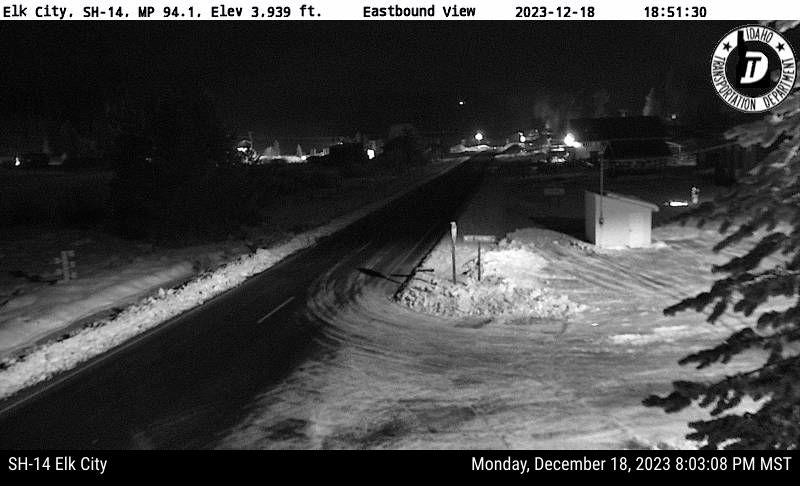 Elk City, SH-14, MP 94.1, Elev 3,939 ft. Eastbound View 2023-12-18 18:51:30
IDAHO
TRANSPORTATION DEPARTMENT
SH-14 Elk City Monday, December 18, 2023 8:03:08 PM MST